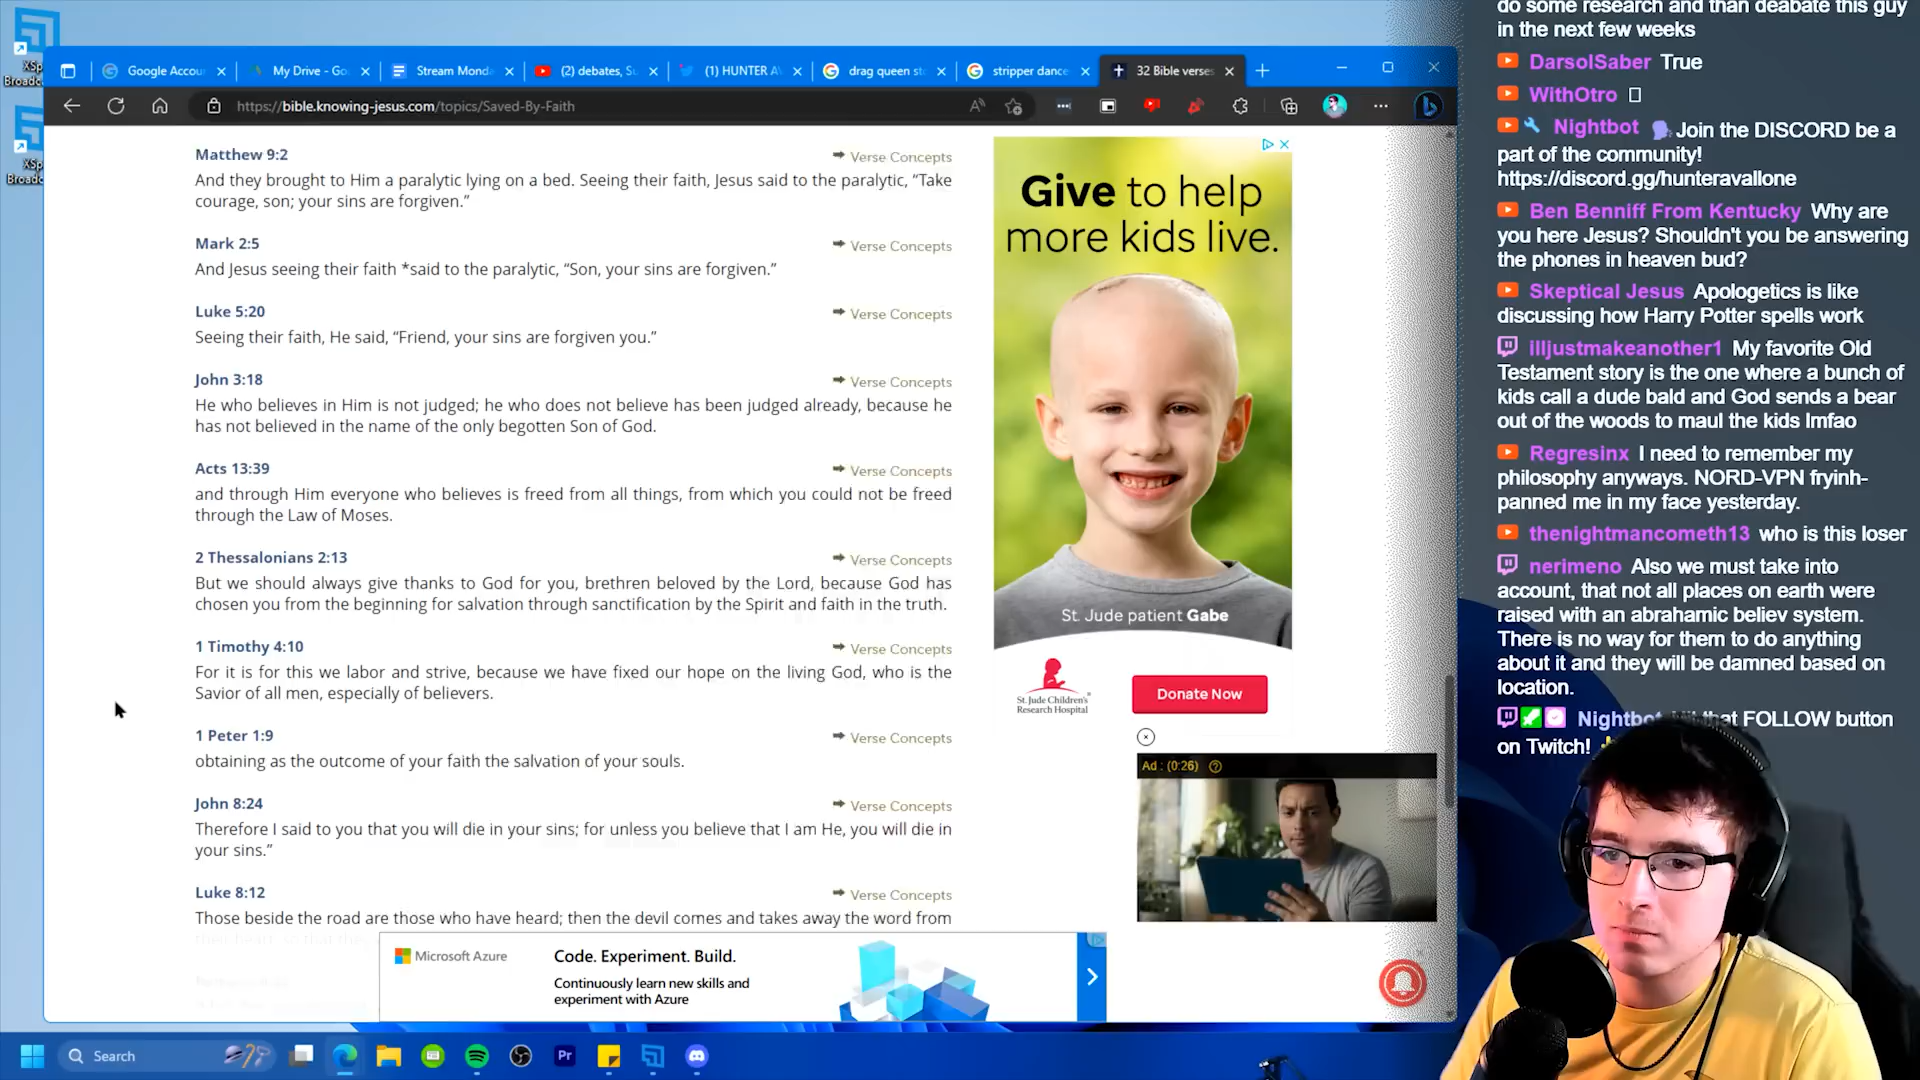 XSp
Broadc
XSp
Broadc
Google Accou
My Drive - Go
Stream Monda
(2) debates, Su
(1) HUNTER A
drag queen st
stripper dance
32 Bible verses
https://bible.knowing-jesus.com/topics/Saved-By-Faith
Matthew 9:2
Verse Concepts
And they brought to Him a paralytic lying on a bed. Seeing their faith, Jesus said to the paralytic, “Take
courage, son; your sins are forgiven.”
Mark 2:5
Verse Concepts
And Jesus seeing their faith *said to the paralytic, “Son, your sins are forgiven.”
Luke 5:20
Verse Concepts
Seeing their faith, He said, “Friend, your sins are forgiven you.”
John 3:18
Verse Concepts
He who believes in Him is not judged; he who does not believe has been judged already, because he
has not believed in the name of the only begotten Son of God.
Acts 13:39
Verse Concepts
and through Him everyone who believes is freed from all things, from which you could not be freed
through the Law of Moses.
2 Thessalonians 2:13
Verse Concepts
But we should always give thanks to God for you, brethren beloved by the Lord, because God has
chosen you from the beginning for salvation through sanctification by the Spirit and faith in the truth.
1 Timothy 4:10
Verse Concepts
For it is for this we labor and strive, because we have fixed our hope on the living God, who is the
Savior of all men, especially of believers.
1 Peter 1:9
Verse Concepts
obtaining as the outcome of your faith the salvation of your souls.
John 8:24
Verse Concepts
Therefore I said to you that you will die in your sins; for unless you believe that I am He, you will die in
your sins.”
Luke 8:12
Verse Concepts
Those beside the road are those who have heard; then the devil comes and takes away the word from
Give to help
more kids live.
St. Jude patient Gabe
St. Jude Children's
Research Hospital
Donate Now
Ad : (0:26)
Microsoft Azure
Code. Experiment. Build.
Continuously learn new skills and
experiment with Azure
Search
Pr
do some research and than deabate this guy
in the next few weeks
DarsolSaber True
WithOtro
Nightbot Join the DISCORD be a
part of the community!
https://discord.gg/hunteravallone
Ben Benniff From Kentucky Why are
you here Jesus? Shouldn't you be answering
the phones in heaven bud?
Skeptical Jesus Apologetics is like
discussing how Harry Potter spells work
illjustmakeanother1 My favorite Old
Testament story is the one where a bunch of
kids call a dude bald and God sends a bear
out of the woods to maul the kids lmfao
Regresinx I need to remember my
philosophy anyways. NORD-VPN fryinh-
panned me in my face yesterday.
thenightmancometh13 who is this loser
nerimeno Also we must take into
account, that not all places on earth were
raised with an abrahamic believ system.
There is no way for them to do anything
about it and they will be damned based on
location.
Nightbot that FOLLOW button
on Twitch!